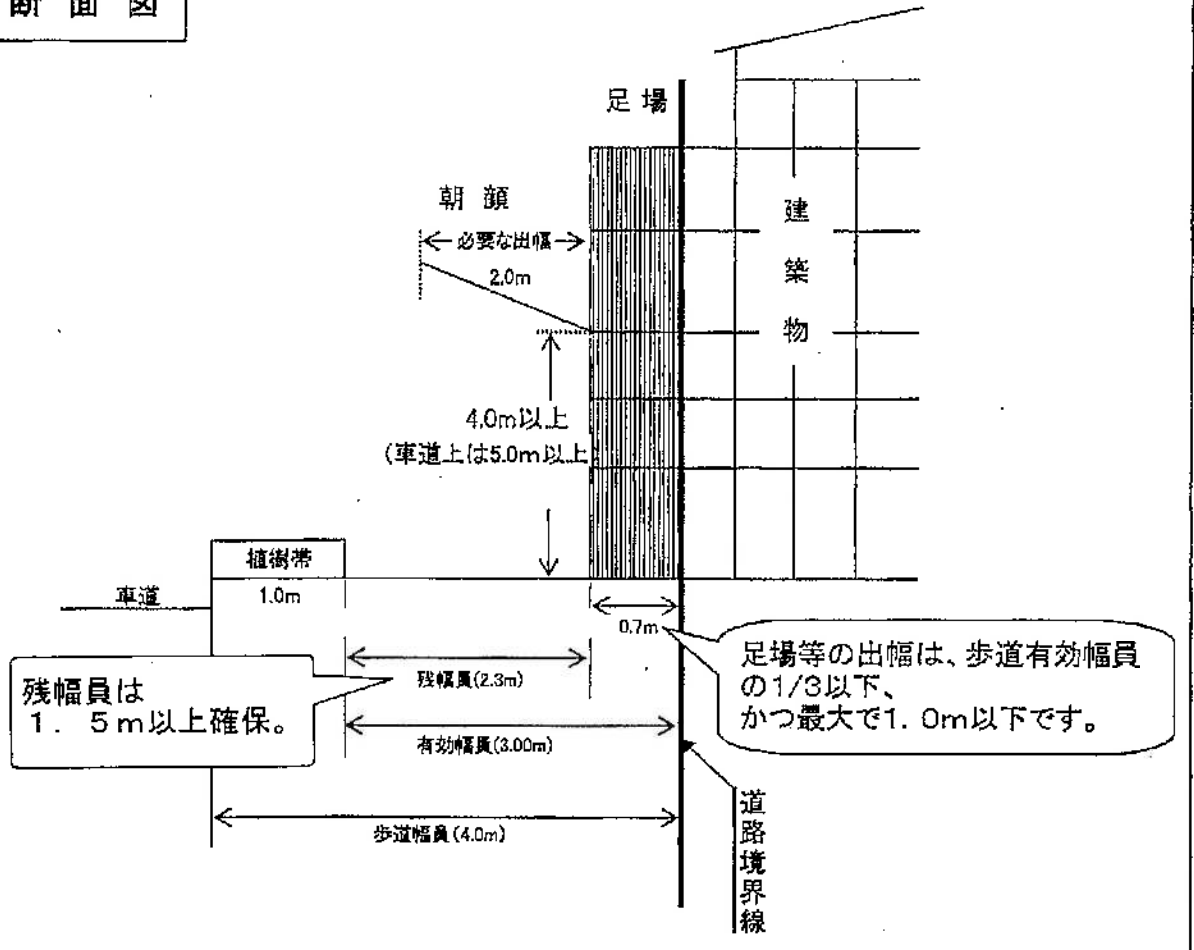 断面図
足場
朝顔
必要な出幅
2.0m
建築物
4.0m以上
(車道上は5.0m以上)
植樹帯
車道
1.0m
0.7m
足場等の出幅は、歩道有効幅員
の1/3以下、
かつ最大で1.0m以下です。
残幅員は
1.5m以上確保。
残幅員(2.3m)
有効幅員(3.00m)
歩道幅員(4.0m)
道路境界線